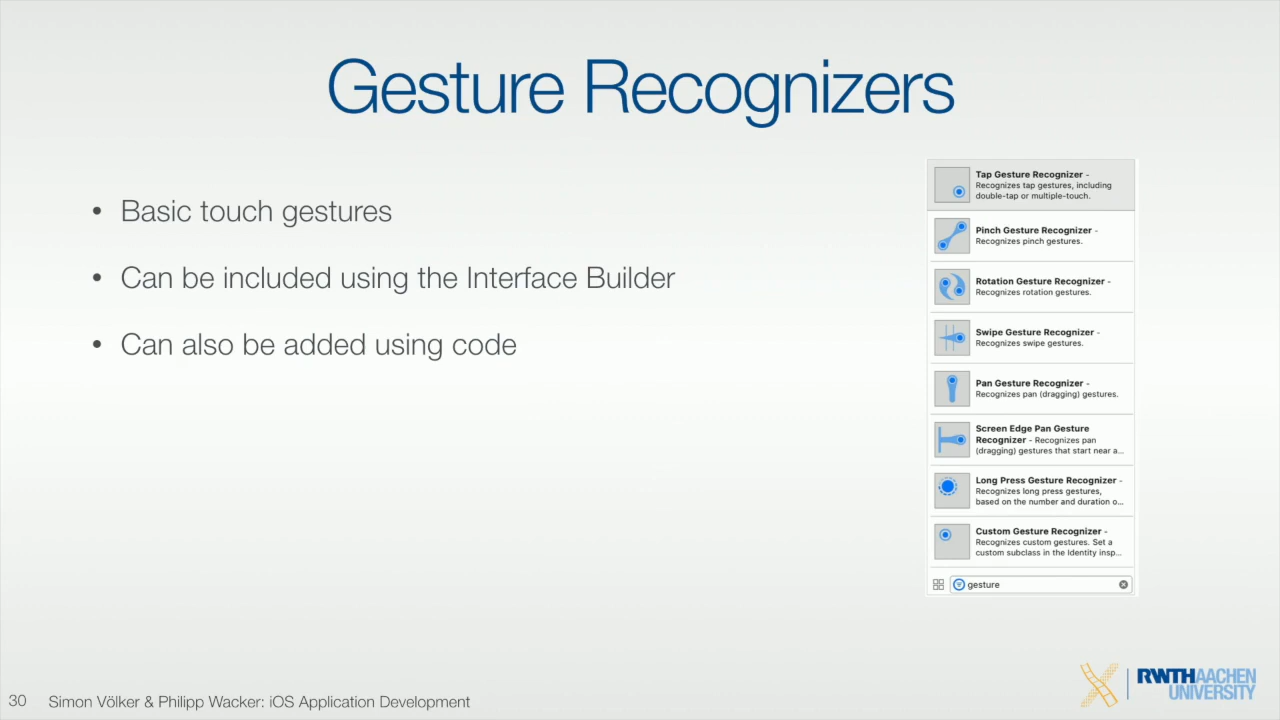 Gesture Recognizers
• Basic touch gestures
• Can be included using the Interface Builder
• Can also be added using code
Tap Gesture Recognizer -
Recognizes tap gestures, including
double-tap or multiple-touch.
Pinch Gesture Recognizer -
Recognizes pinch gestures.
Rotation Gesture Recognizer -
Recognizes rotation gestures.
Swipe Gesture Recognizer -
Recognizes swipe gestures.
Pan Gesture Recognizer -
Recognizes pan (dragging) gestures.
Screen Edge Pan Gesture
Recognizer - Recognizes pan
(dragging) gestures that start near a...
Long Press Gesture Recognizer -
Recognizes long press gestures,
based on the number and duration o...
Custom Gesture Recognizer -
Recognizes custom gestures. Set a
custom subclass in the Identity insp...
gesture
30 Simon Völker & Philipp Wacker: iOS Application Development
RWTHAACHEN
UNIVERSITY